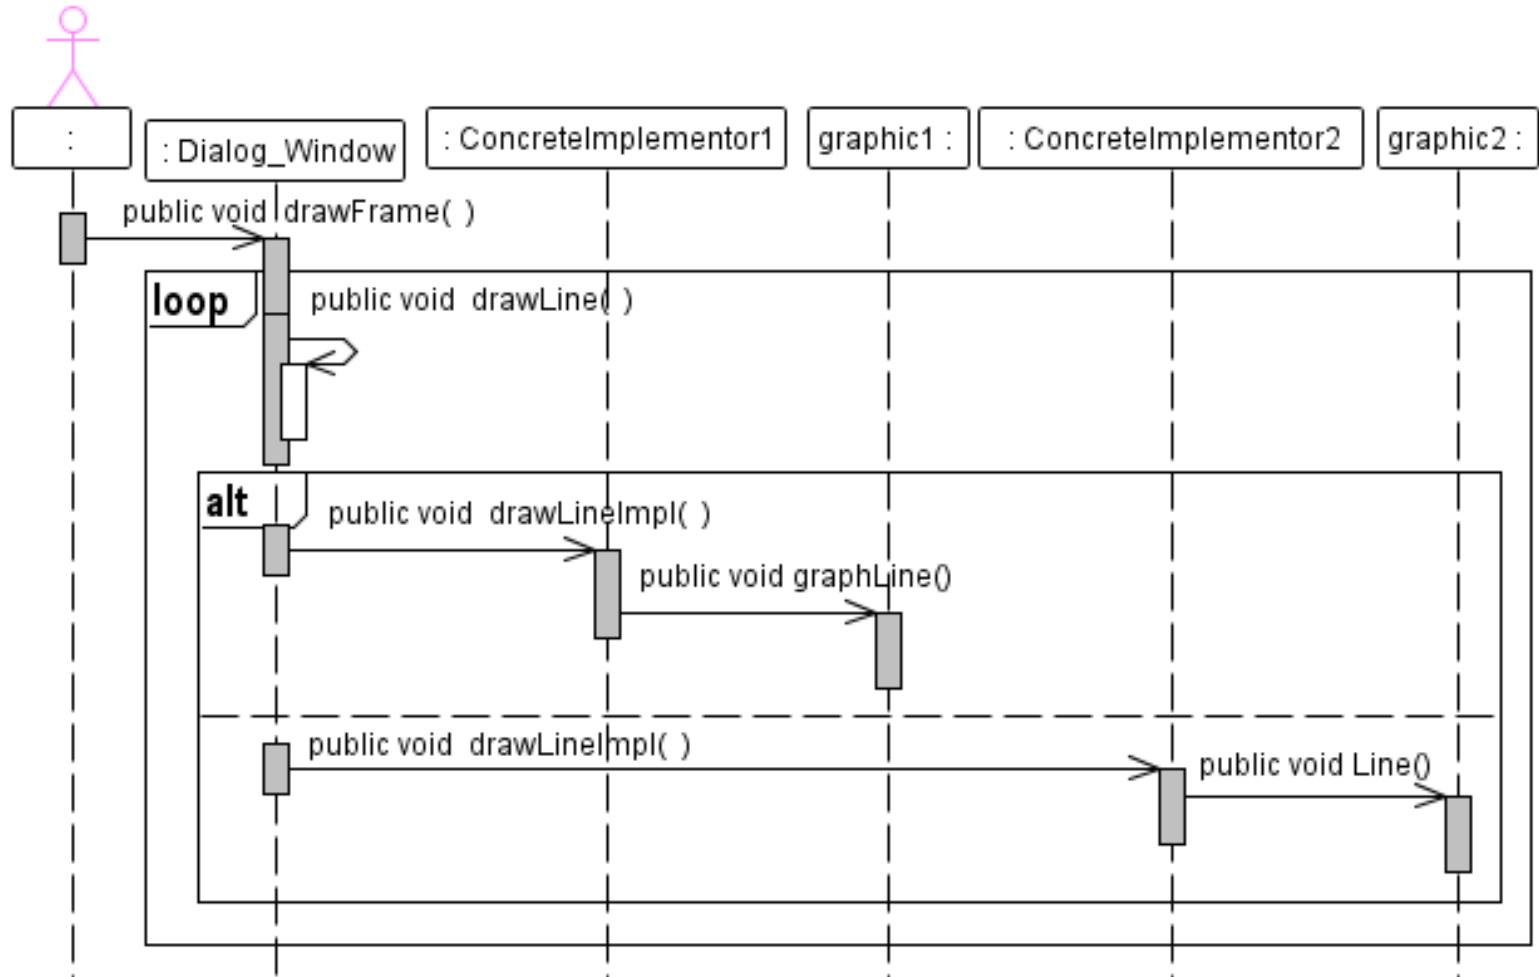 :
: Dialog_Window
: ConcreteImplementor1
graphic1 :
: ConcreteImplementor2
graphic2 :
public void drawFrame( )
loop
public void drawLine( )
alt
public void drawLineImpl( )
public void graphLine()
public void drawLineImpl( )
public void Line()